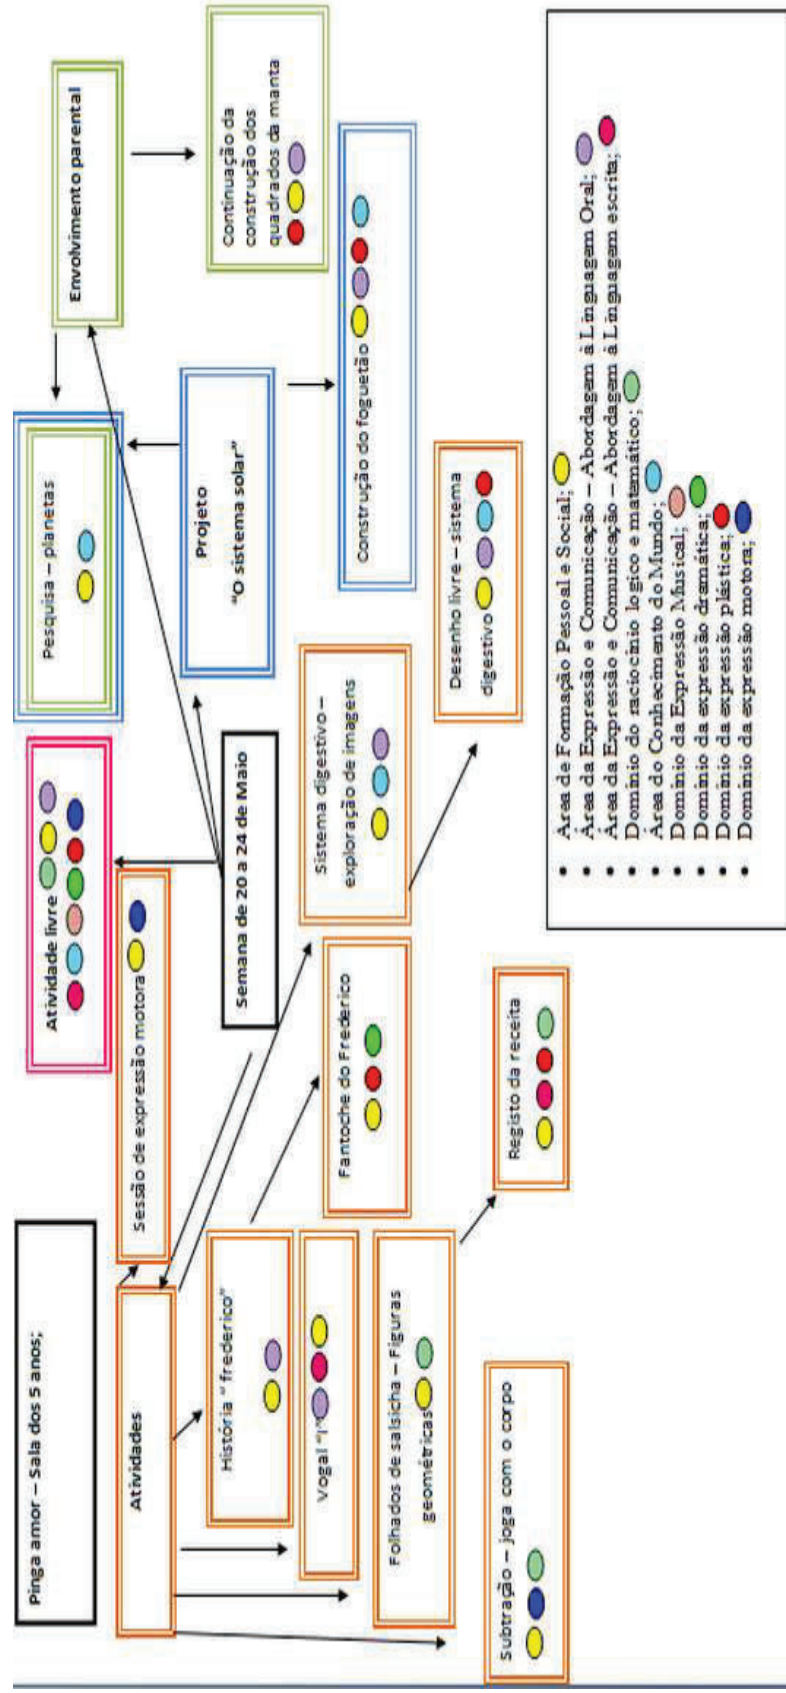 Pinga amor – Sala dos 5 anos;
Atividades
Sessão de expressão motora
Atividade livre
Pesquisa – planetas
Envolvimento parental
Semana de 20 a 24 de Maio
Projeto
"O sistema solar"
Continuação da
construção dos
quadrados da manta
História " frederico"
Vogal "I"
Folhados de salsicha – Figuras
geométricas
Subtração – joga com o corpo
Fantoche do Frederico
Registo da receita
Sistema digestivo –
exploração de imagens
Desenho livre – sistema
digestivo
Construção do foguetão
• Área de Formação Pessoal e Social;
• Área da Expressão e Comunicação – Abordagem à Linguagem Oral;
• Área da Expressão e Comunicação – Abordagem à Linguagem escrita;
• Domínio do raciocínio logico e matemático;
• Área do Conhecimento do Mundo;
• Domínio da Expressão Musical;
• Domínio da expressão dramática;
• Domínio da expressão plástica;
• Domínio da expressão motora;